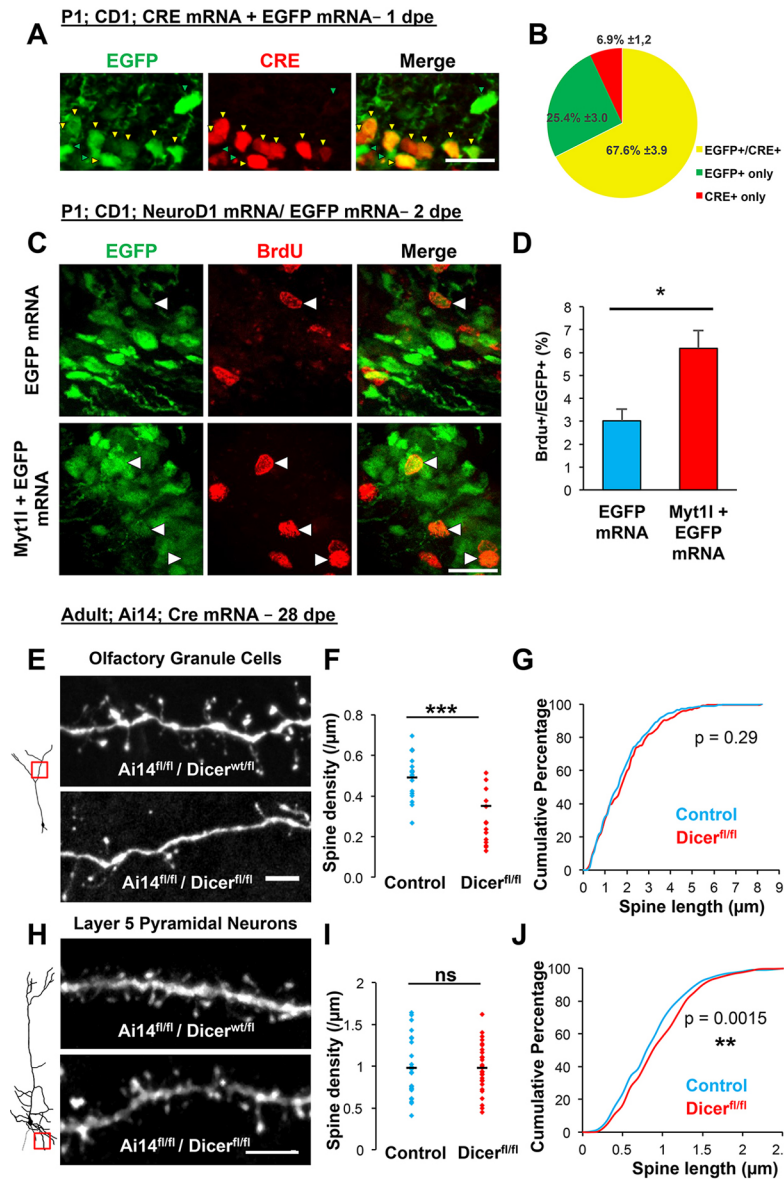 P1; CD1; CRE mRNA + EGFP mRNA– 1 dpe
A
EGFP
CRE
Merge
B
6.9% ±1,2
25.4% ±3.0
67.6% ±3.9
EGFP+/CRE+
EGFP+ only
CRE+ only
P1; CD1; NeuroD1 mRNA/ EGFP mRNA– 2 dpe
C
EGFP
BrdU
Merge
EGFP mRNA
Myt1l + EGFP
mRNA
D
*
Brdu+/EGFP+ (%)
8
7
6
5
4
3
2
1
0
EGFP
mRNA
Myt1l +
EGFP
mRNA
Adult; Ai14; Cre mRNA – 28 dpe
E
Olfactory Granule Cells
Ai14fl/fl / Dicerwt/fl
Ai14fl/fl / Dicerfl/fl
F
***
Spine density (/µm)
0.8
0.6
0.4
0.2
0.0
Control
Dicerfl/fl
G
Cumulative Percentage
100
80
60
40
20
0
p = 0.29
Control
Dicerfl/fl
0 1 2 3 4 5 6 7 8 9
Spine length (µm)
H
Layer 5 Pyramidal Neurons
Ai14fl/fl / Dicerwt/fl
Ai14fl/fl / Dicerfl/fl
I
ns
Spine density (/µm)
2
1.5
1
0.5
0
Control
Dicerfl/fl
J
Cumulative Percentage
100
80
60
40
20
0
p = 0.0015
**
Control
Dicerfl/fl
0 0.5 1 1.5 2 2.
Spine length (µm)